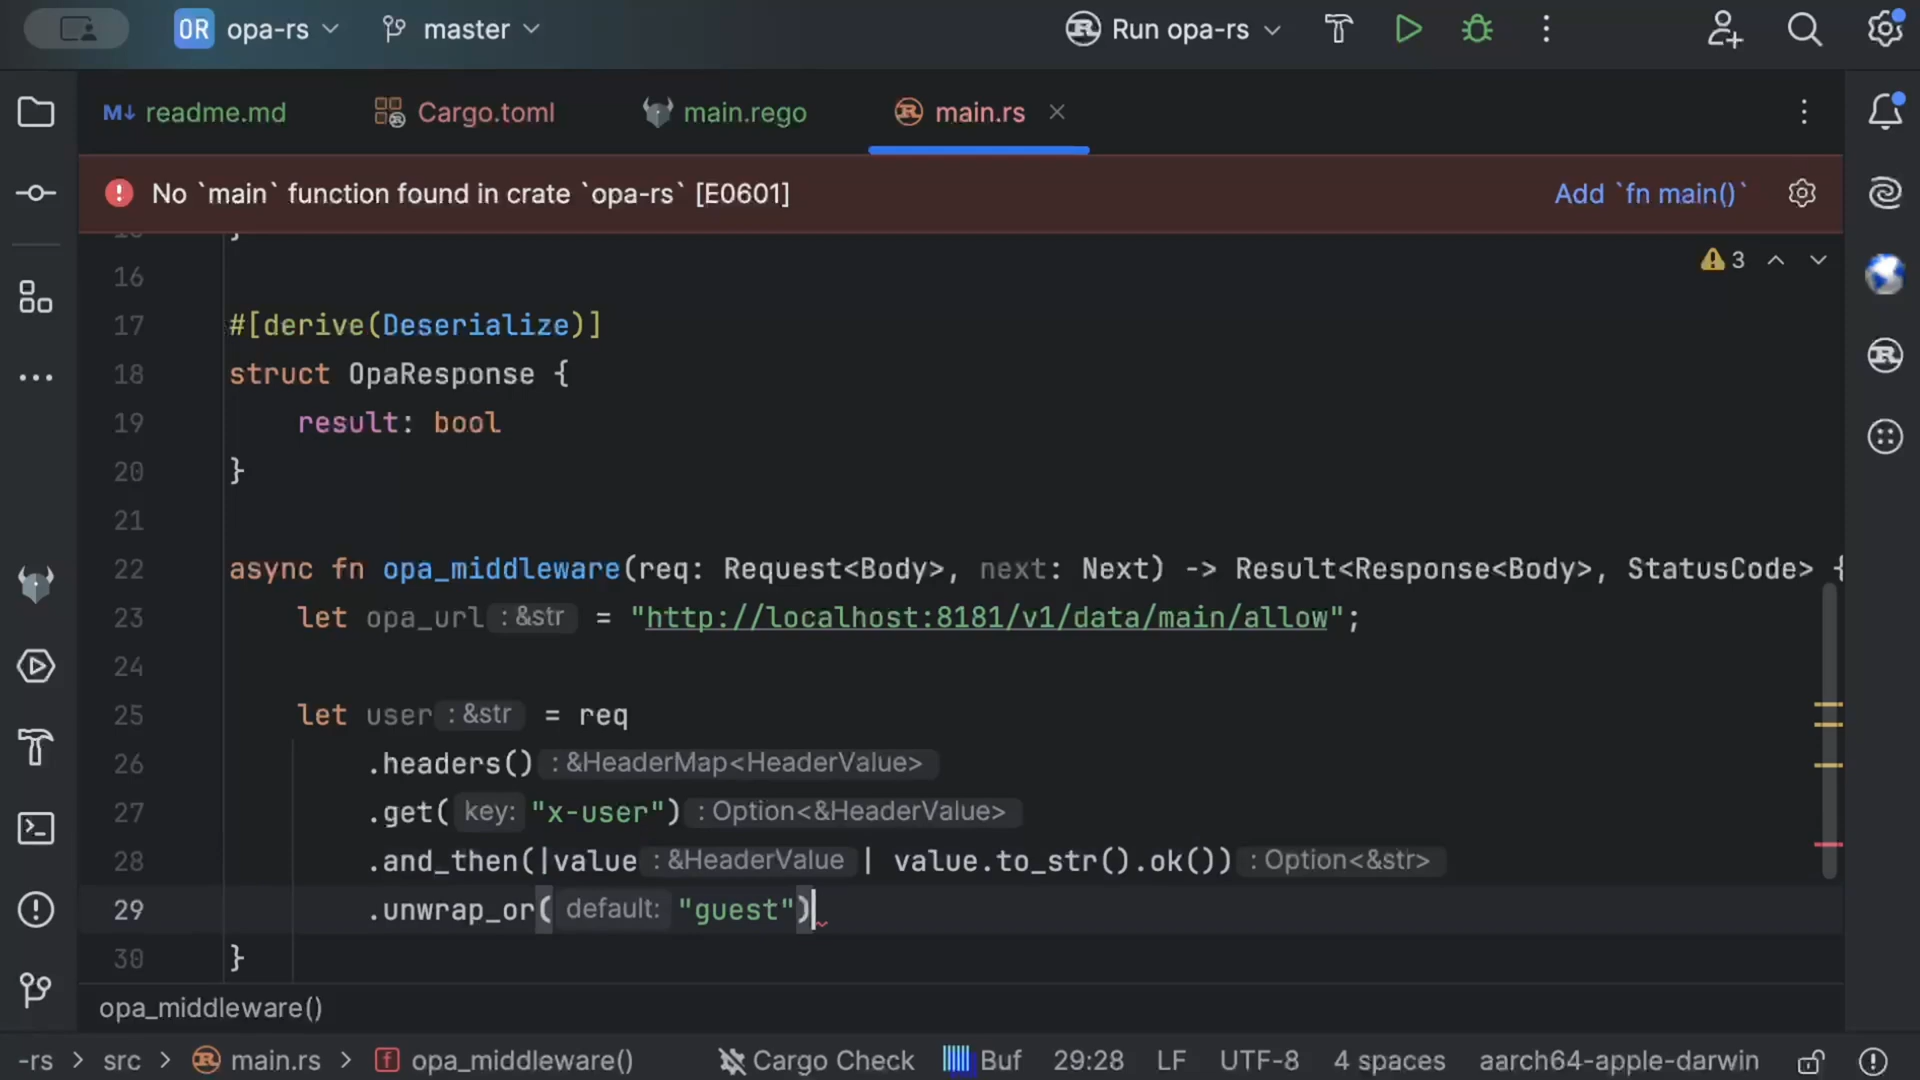 OR opa-rs master Run opa-rs
M↓ readme.md Cargo.toml main.rego main.rs
No `main` function found in crate `opa-rs` [E0601] Add `fn main()`
3
16
17 #[derive(Deserialize)]
18 struct OpaResponse {
19 result: bool
20 }
21
22 async fn opa_middleware(req: Request<Body>, next: Next) -> Result<Response<Body>, StatusCode> {
23 let opa_url : &str = "http://localhost:8181/v1/data/main/allow";
24
25 let user : &str = req
26 .headers() : &HeaderMap<HeaderValue>
27 .get( key: "x-user") : Option<&HeaderValue>
28 .and_then(|value : &HeaderValue | value.to_str().ok()) : Option<&str>
29 .unwrap_or( default: "guest")
30 }
opa_middleware()
-rs > src > main.rs > f opa_middleware() Cargo Check Buf 29:28 LF UTF-8 4 spaces aarch64-apple-darwin